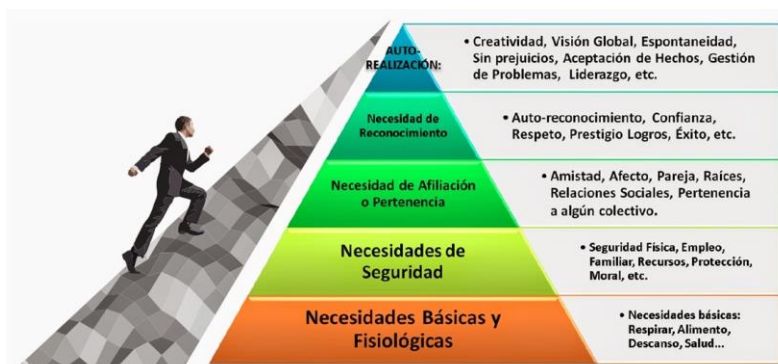 AUTO-
REALIZACIÓN:
• Creatividad, Visión Global, Espontaneidad,
Sin prejuicios, Aceptación de Hechos, Gestión
de Problemas, Liderazgo, etc.
Necesidad de
Reconocimiento
• Auto-reconocimiento, Confianza,
Respeto, Prestigio Logros, Éxito, etc.
Necesidad de Afiliación
o Pertenencia
• Amistad, Afecto, Pareja, Raíces,
Relaciones Sociales, Pertenencia
a algún colectivo.
Necesidades de
Seguridad
• Seguridad Física, Empleo,
Familiar, Recursos, Protección,
Moral, etc.
Necesidades Básicas y
Fisiológicas
• Necesidades básicas:
Respirar, Alimento,
Descanso, Salud...